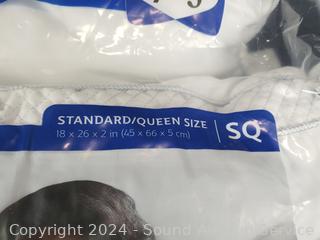 STANDARD/QUEEN SIZE
18 x 26 x 2 in (45 x 66 x 5 cm)
SQ
Copyright 2024 - Sound Auction Service